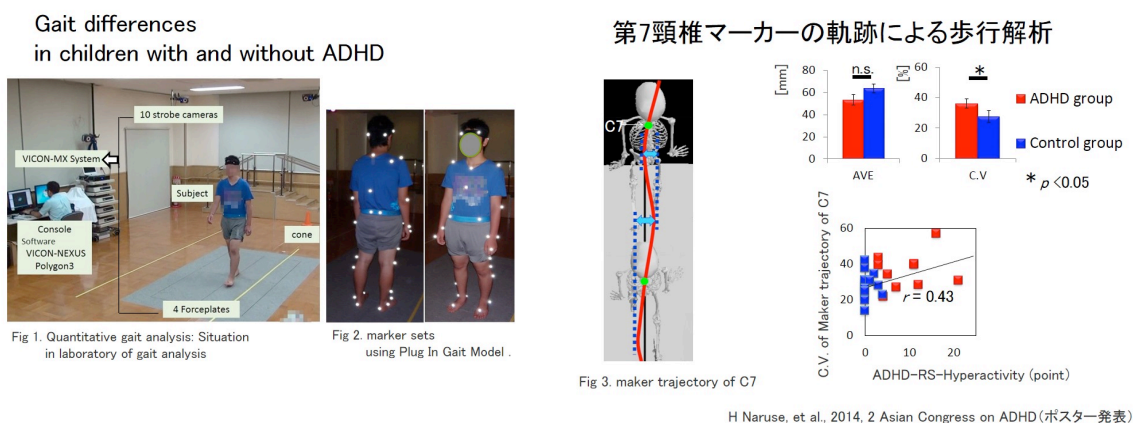 Gait differences
in children with and without ADHD
10 strobe cameras
VICON-MX System
Subject
Console
Software
VICON-NEXUS
Polygon3
cone
4 Forceplates
Fig 1. Quantitative gait analysis: Situation
in laboratory of gait analysis
Fig 2. marker sets
using Plug In Gait Model .
第7頸椎マーカーの軌跡による歩行解析
C7
Fig 3. maker trajectory of C7
[mm]
80
60
40
20
0
n.s.
AVE
[%]
60
40
20
0
*
C.V
ADHD group
Control group
* p <0.05
C.V. of Maker trajectory of C7
60
40
20
0
r = 0.43
0 10 20
ADHD-RS-Hyperactivity (point)
H Naruse, et al., 2014, 2 Asian Congress on ADHD(ポスター発表)